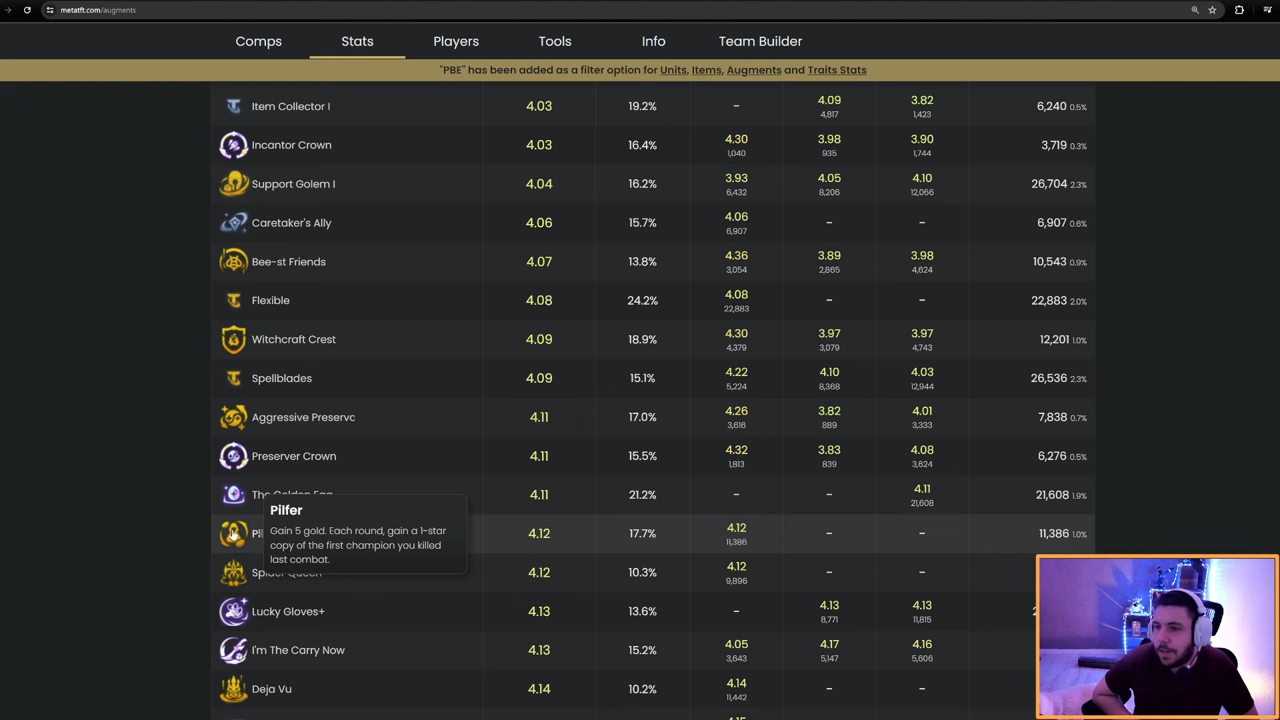 metatft.com/augments
Comps Stats Players Tools Info Team Builder
"PBE" has been added as a filter option for Units, Items, Augments and Traits Stats
Item Collector I 4.03 19.2% – 4.09 3.82 6,240 0.5%
4,817 1,423
Incantor Crown 4.03 16.4% 4.30 3.98 3.90 3,719 0.3%
1,040 935 1,744
Support Golem I 4.04 16.2% 3.93 4.05 4.10 26,704 2.3%
6,432 8,206 12,066
Caretaker's Ally 4.06 15.7% 4.06 – – 6,907 0.6%
6,907
Bee-st Friends 4.07 13.8% 4.36 3.89 3.98 10,543 0.9%
3,054 2,865 4,624
Flexible 4.08 24.2% 4.08 – – 22,883 2.0%
22,883
Witchcraft Crest 4.09 18.9% 4.30 3.97 3.97 12,201 1.0%
4,379 3,079 4,743
Spellblades 4.09 15.1% 4.22 4.10 4.03 26,536 2.3%
5,224 8,368 12,944
Aggressive Preservc 4.11 17.0% 4.26 3.82 4.01 7,838 0.7%
3,616 889 3,333
Preserver Crown 4.11 15.5% 4.32 3.83 4.08 6,276 0.5%
1,813 839 3,624
The Golden Egg 4.11 21.2% – – 4.11 21,608 1.9%
21,608
Pilfer
Gain 5 gold. Each round, gain a 1-star
copy of the first champion you killed
last combat.
4.12 17.7% 4.12 – – 11,386 1.0%
11,386
Spider Queen 4.12 10.3% 4.12 – –
9,896
Lucky Gloves+ 4.13 13.6% – 4.13 4.13
8,771 11,815
I'm The Carry Now 4.13 15.2% 4.05 4.17 4.16
3,643 5,147 5,606
Deja Vu 4.14 10.2% 4.14 – –
11,442